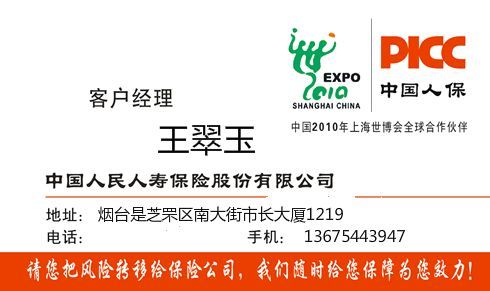 EXPO
2010
SHANGHAI CHINA
PICC
中国人保
中国2010年上海世博会全球合作伙伴
客户经理
王翠玉
中国人民人寿保险股份有限公司
地址: 烟台是芝罘区南大街市长大厦1219
电话: 手机: 13675443947
请您把风险转移给保险公司,我们随时给您保障为您效力!